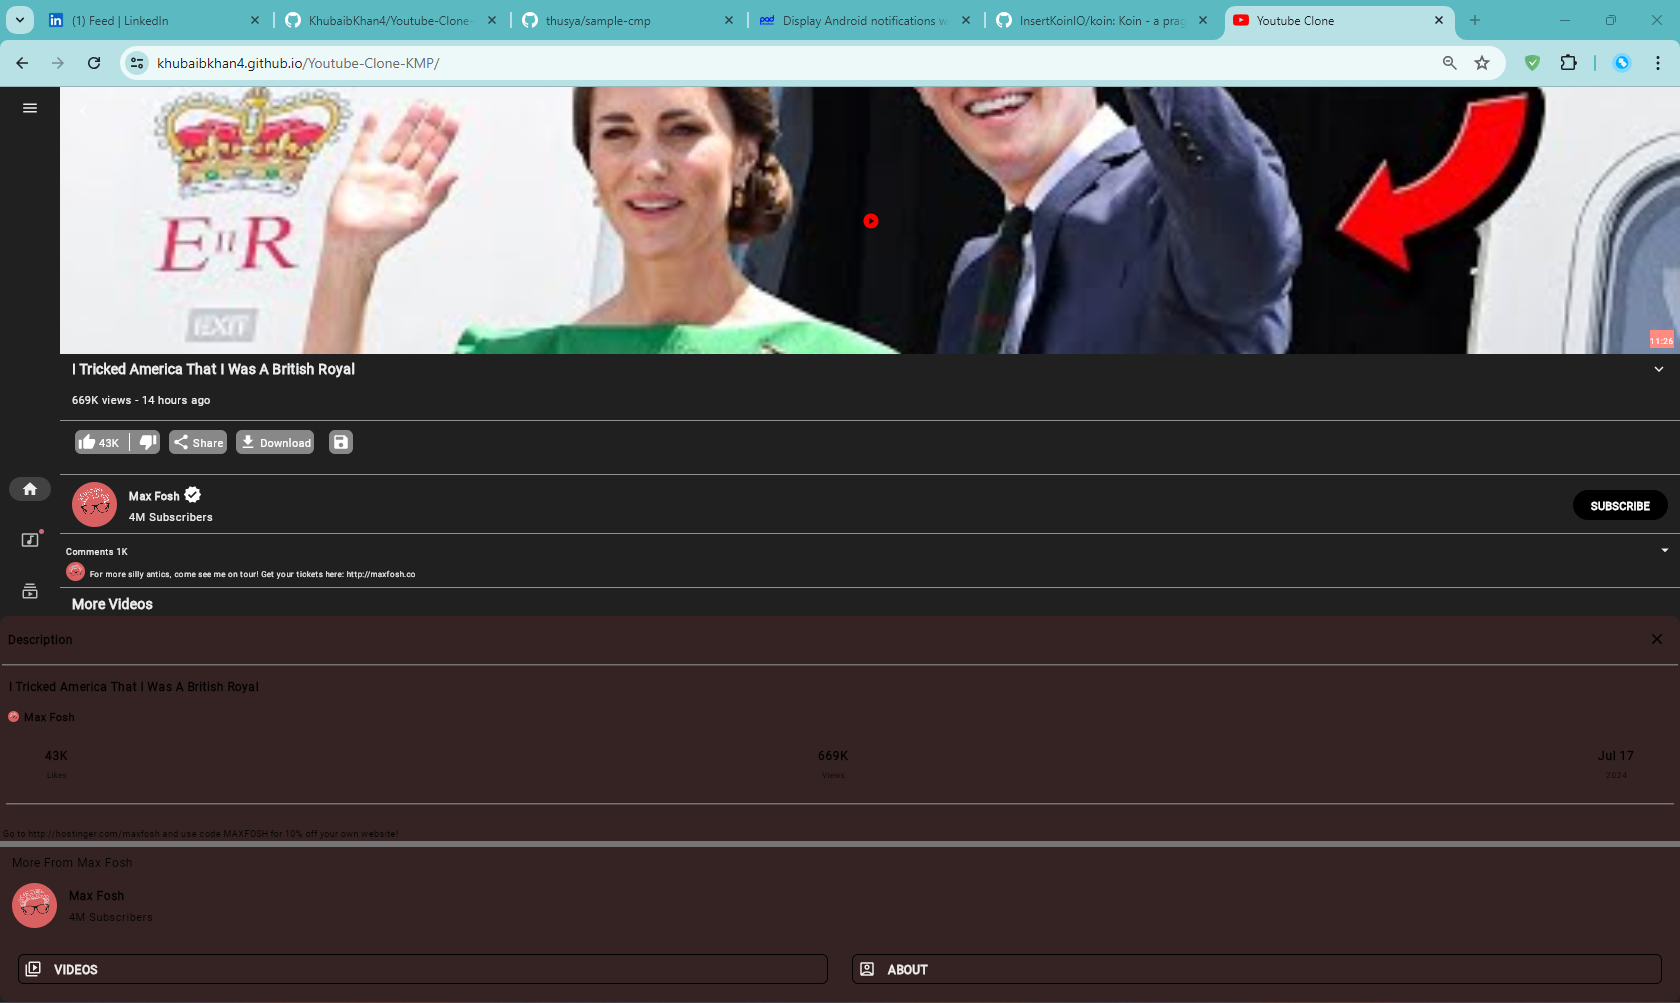 (1) Feed | LinkedIn
KhubaibKhan4/Youtube-Clone-
thusya/sample-cmp
Display Android notifications w
InsertKoinIO/koin: Koin - a prag
Youtube Clone
khubaibkhan4.github.io/Youtube-Clone-KMP/
E II R
EXIT
11:26
I Tricked America That I Was A British Royal
669K views - 14 hours ago
43K
Share
Download
Max Fosh
4M Subscribers
SUBSCRIBE
Comments 1K
For more silly antics, come see me on tour! Get your tickets here: http://maxfosh.co
More Videos
Description
I Tricked America That I Was A British Royal
Max Fosh
43K 669K Jul 17
Likes Views 2024
Go to http://hostinger.com/maxfosh and use code MAXFOSH for 10% off your own website!
More From Max Fosh
Max Fosh
4M Subscribers
VIDEOS
ABOUT